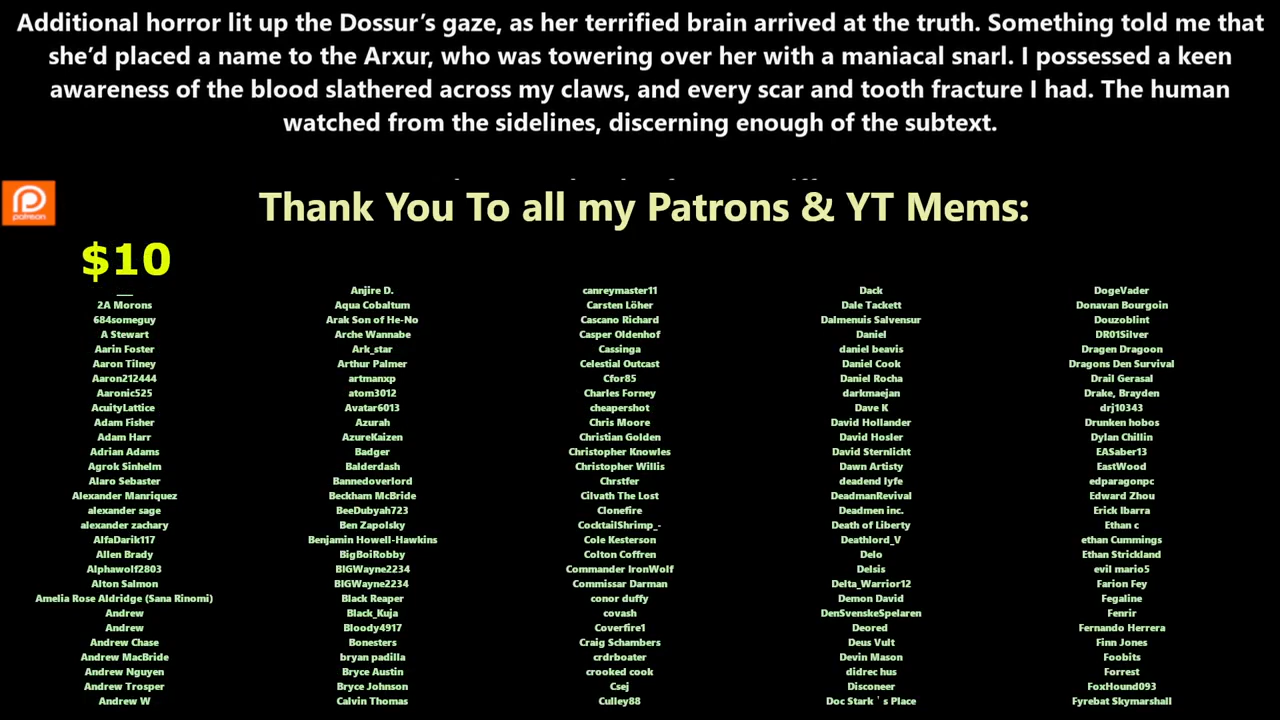 Additional horror lit up the Dossur’s gaze, as her terrified brain arrived at the truth. Something told me that
she’d placed a name to the Arxur, who was towering over her with a maniacal snarl. I possessed a keen
awareness of the blood slathered across my claws, and every scar and tooth fracture I had. The human
watched from the sidelines, discerning enough of the subtext.
patreon
Thank You To all my Patrons & YT Mems:
$10
___
2A Morons
684someguy
A Stewart
Aarin Foster
Aaron Tilney
Aaron212444
Aaronic525
AcuityLattice
Adam Fisher
Adam Harr
Adrian Adams
Agrok Sinhelm
Alaro Sebaster
Alexander Manriquez
alexander sage
alexander zachary
AlfaDarik117
Allen Brady
Alphawolf2803
Alton Salmon
Amelia Rose Aldridge (Sana Rinomi)
Andrew
Andrew
Andrew Chase
Andrew MacBride
Andrew Nguyen
Andrew Trosper
Andrew W
Anjire D.
Aqua Cobaltum
Arak Son of He-No
Arche Wannabe
Ark_star
Arthur Palmer
artmanxp
atom3012
Avatar6013
Azurah
AzureKaizen
Badger
Balderdash
Bannedoverlord
Beckham McBride
BeeDubyah723
Ben Zapolsky
Benjamin Howell-Hawkins
BigBoiRobby
BIGWayne2234
BIGWayne2234
Black Reaper
Black_Kuja
Bloody4917
Bonesters
bryan padilla
Bryce Austin
Bryce Johnson
Calvin Thomas
canreymaster11
Carsten Löher
Cascano Richard
Casper Oldenhof
Cassinga
Celestial Outcast
Cfor85
Charles Forney
cheapershot
Chris Moore
Christian Golden
Christopher Knowles
Christopher Willis
Chrstfer
Cilvath The Lost
Clonefire
CocktailShrimp_-
Cole Kesterson
Colton Coffren
Commander IronWolf
Commissar Darman
conor duffy
covash
Coverfire1
Craig Schambers
crdrboater
crooked cook
Csej
Culley88
Dack
Dale Tackett
Dalmenuis Salvensur
Daniel
daniel beavis
Daniel Cook
Daniel Rocha
darkmaejan
Dave K
David Hollander
David Hosler
David Sternlicht
Dawn Artisty
deadend lyfe
DeadmanRevival
Deadmen inc.
Death of Liberty
Deathlord_V
Delo
Delsis
Delta_Warrior12
Demon David
DenSvenskeSpelaren
Deored
Deus Vult
Devin Mason
didrec hus
Disconeer
Doc Stark ' s Place
DogeVader
Donavan Bourgoin
Douzoblint
DR01Silver
Dragen Dragoon
Dragons Den Survival
Drail Gerasal
Drake, Brayden
drj10343
Drunken hobos
Dylan Chillin
EASaber13
EastWood
edparagonpc
Edward Zhou
Erick Ibarra
Ethan c
ethan Cummings
Ethan Strickland
evil mario5
Farion Fey
Fegaline
Fenrir
Fernando Herrera
Finn Jones
Foobits
Forrest
FoxHound093
Fyrebat Skymarshall